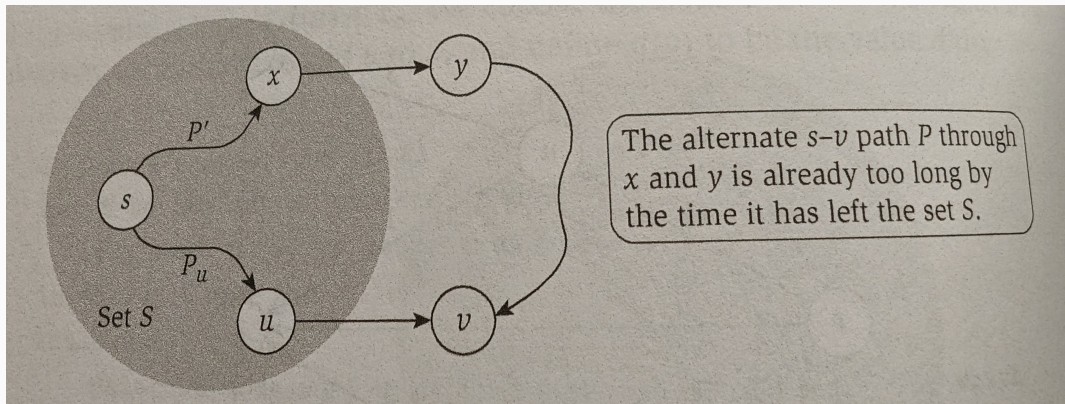 x
y
P′
s
P_u
Set S
u
v
The alternate s–v path P through
x and y is already too long by
the time it has left the set S.